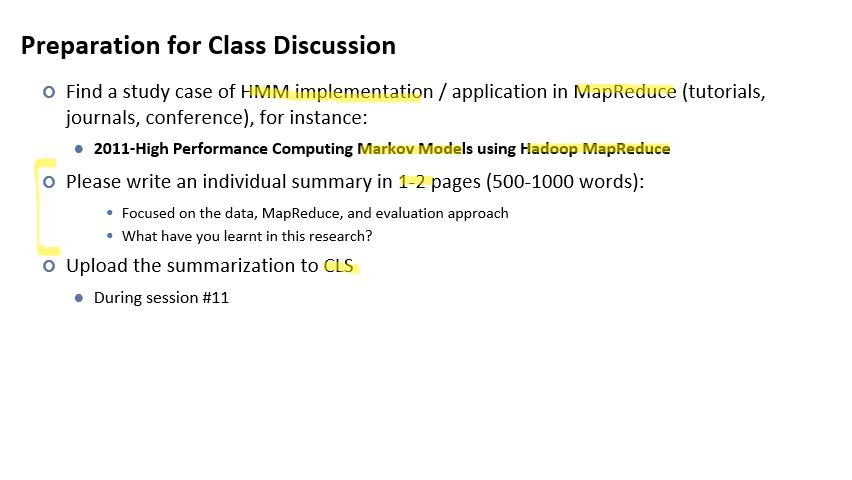 Preparation for Class Discussion
Find a study case of HMM implementation / application in MapReduce (tutorials,
journals, conference), for instance:
2011-High Performance Computing Markov Models using Hadoop MapReduce
Please write an individual summary in 1-2 pages (500-1000 words):
Focused on the data, MapReduce, and evaluation approach
What have you learnt in this research?
Upload the summarization to CLS
During session #11